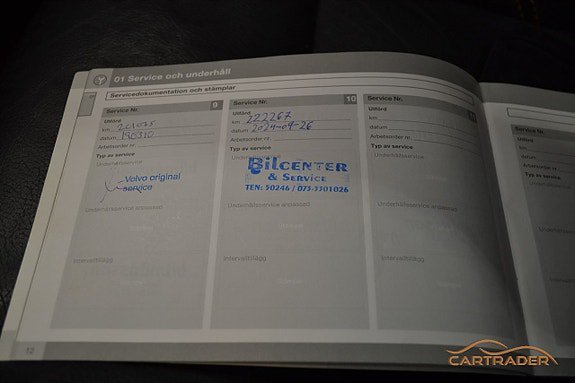 01 Service och underhåll
Servicedokumentation och stämplar
Service Nr. 9
Utförd
km 221075
datum 190310
Arbetsorder nr.
Typ av service
Underhållsservice
Volvo original
service
Underhållsservice anpassad
Intervalltillägg
Service Nr. 10
Utförd
km 222267
datum 2024-04-26
Arbetsorder nr.
Typ av service
Underhållsservice
BILCENTER
& SERVICE
TEN: 50246 / 073-3301026
Underhållsservice anpassad
Intervalltillägg
Service Nr.
Utförd
km
datum
Arbetsorder nr.
Typ av service
Underhållsservice
Underhållsservice anpassad
Intervalltillägg
12
CARTRADER